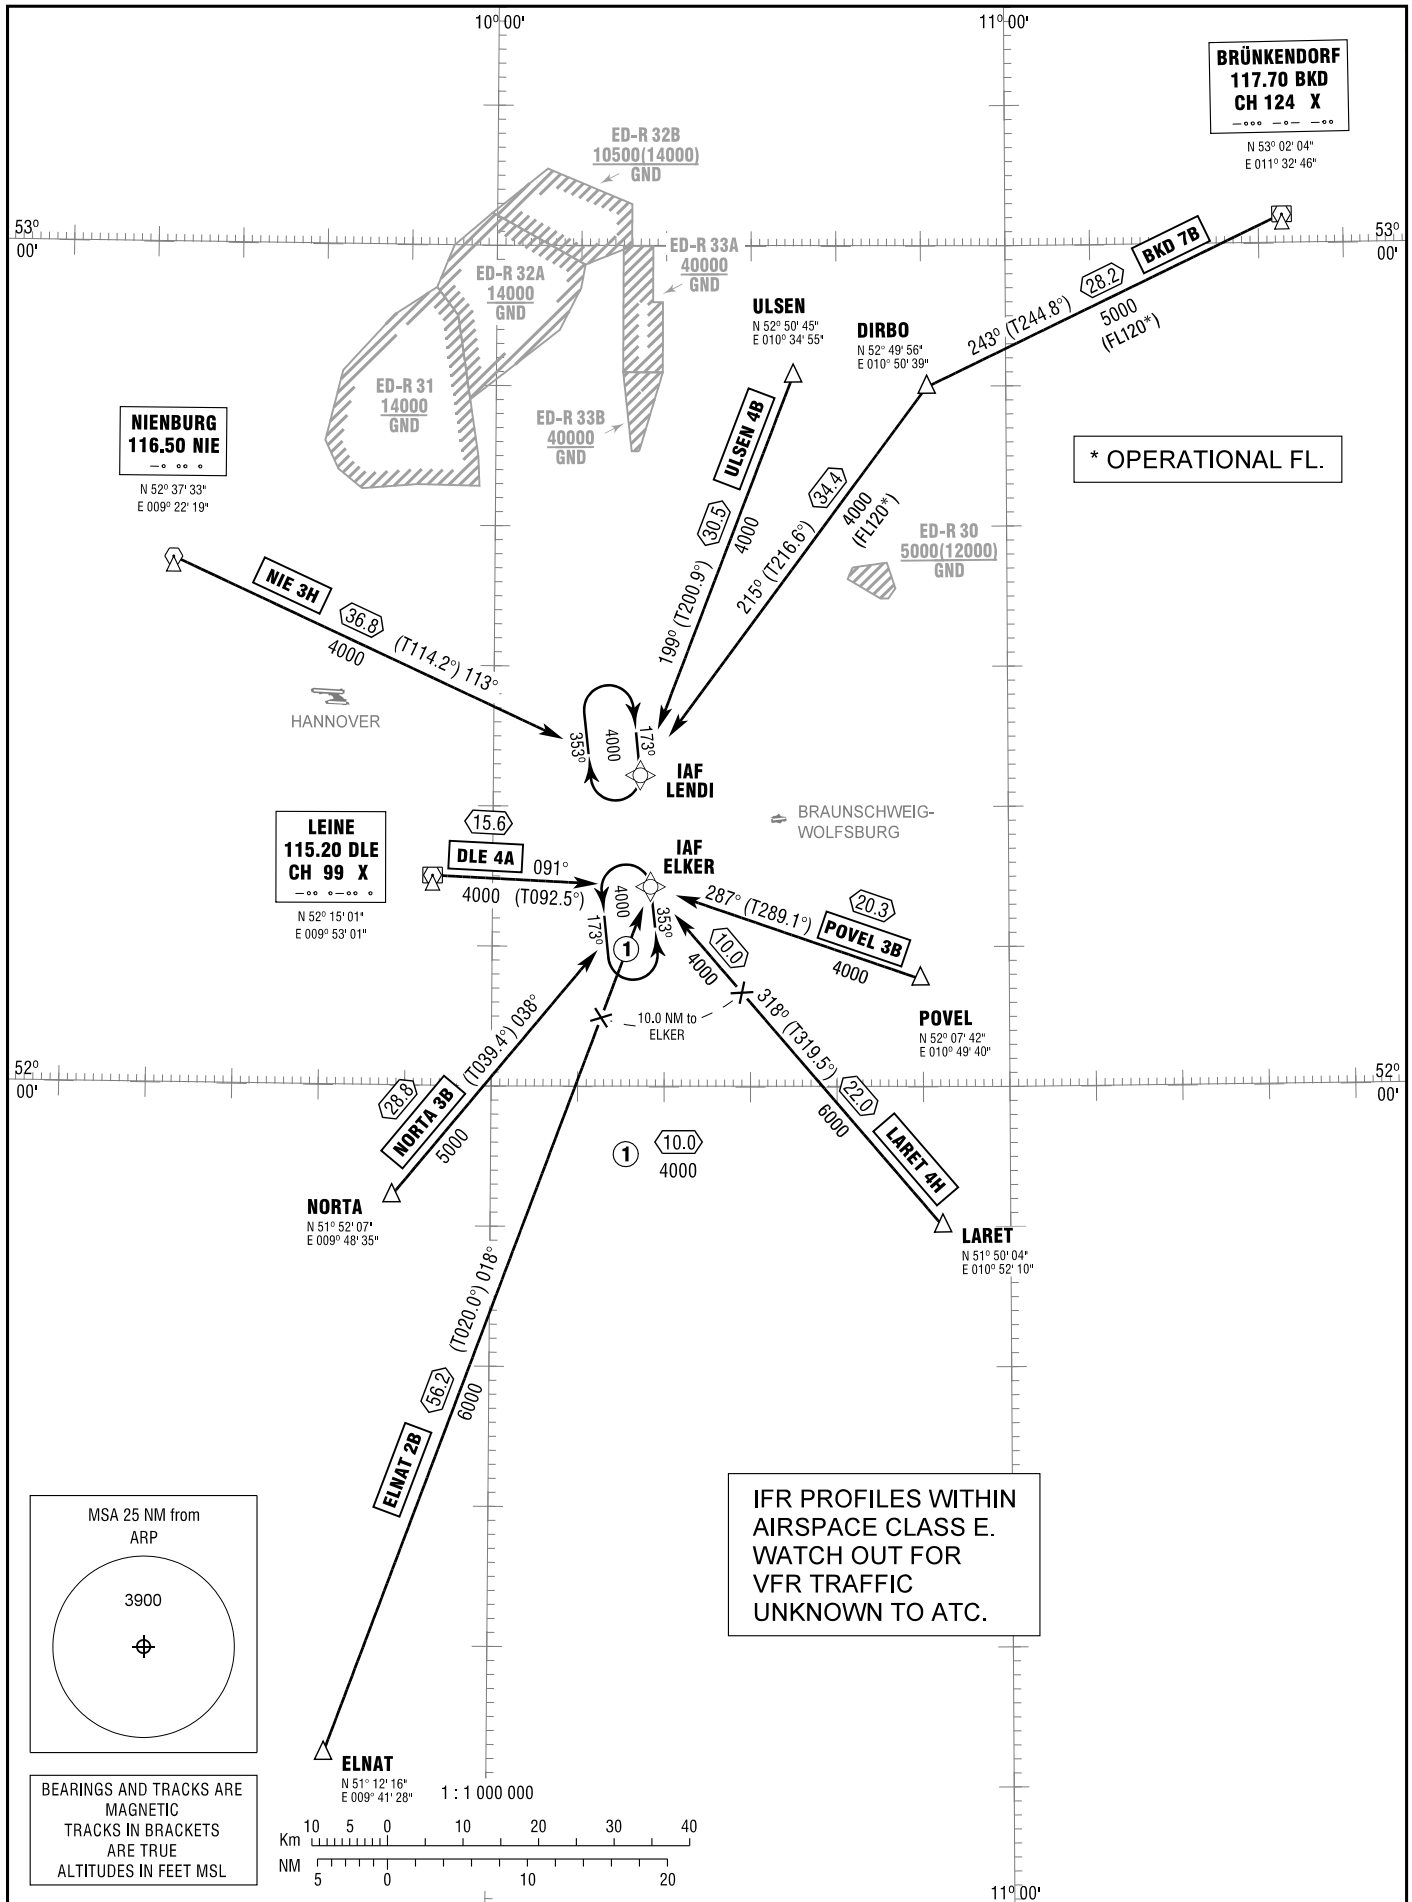 10° 00'
11° 00'
BRÜNKENDORF
117.70 BKD
CH 124 X
N 53° 02' 04"
E 011° 32' 46"
ED-R 32B
10500(14000)
GND
53°
00'
53°
00'
BKD 7B
28.2
243° (T244.8°)
5000
(FL120*)
ED-R 33A
40000
GND
ED-R 32A
14000
GND
ULSEN
N 52° 50' 45"
E 010° 34' 55"
DIRBO
N 52° 49' 56"
E 010° 50' 39"
ED-R 31
14000
GND
ED-R 33B
40000
GND
NIENBURG
116.50 NIE
N 52° 37' 33"
E 009° 22' 19"
* OPERATIONAL FL.
ULSEN 4B
30.5
4000
199° (T200.9°)
34.4
4000
(FL120*)
215° (T216.6°)
ED-R 30
5000(12000)
GND
NIE 3H
36.8
4000
(T114.2°) 113°
HANNOVER
353°
4000
173°
IAF
LENDI
BRAUNSCHWEIG-
WOLFSBURG
LEINE
115.20 DLE
CH 99 X
N 52° 15' 01"
E 009° 53' 01"
15.6
DLE 4A
091°
4000 (T092.5°)
IAF
ELKER
4000
173°
353°
1
287° (T289.1°)
20.3
POVEL 3B
4000
POVEL
N 52° 07' 42"
E 010° 49' 40"
10.0
4000
10.0 NM to
ELKER
318° (T319.5°)
22.0
6000
LARET 4H
LARET
N 51° 50' 04"
E 010° 52' 10"
52°
00'
52°
00'
(T039.4°) 038°
28.8
NORTA 3B
5000
NORTA
N 51° 52' 07"
E 009° 48' 35"
1
10.0
4000
(T020.0°) 018°
56.2
6000
ELNAT 2B
ELNAT
N 51° 12' 16"
E 009° 41' 28"
IFR PROFILES WITHIN
AIRSPACE CLASS E.
WATCH OUT FOR
VFR TRAFFIC
UNKNOWN TO ATC.
MSA 25 NM from
ARP
3900
BEARINGS AND TRACKS ARE
MAGNETIC
TRACKS IN BRACKETS
ARE TRUE
ALTITUDES IN FEET MSL
1 : 1 000 000
Km 10 5 0 10 20 30 40
NM 5 0 10 20
11° 00'